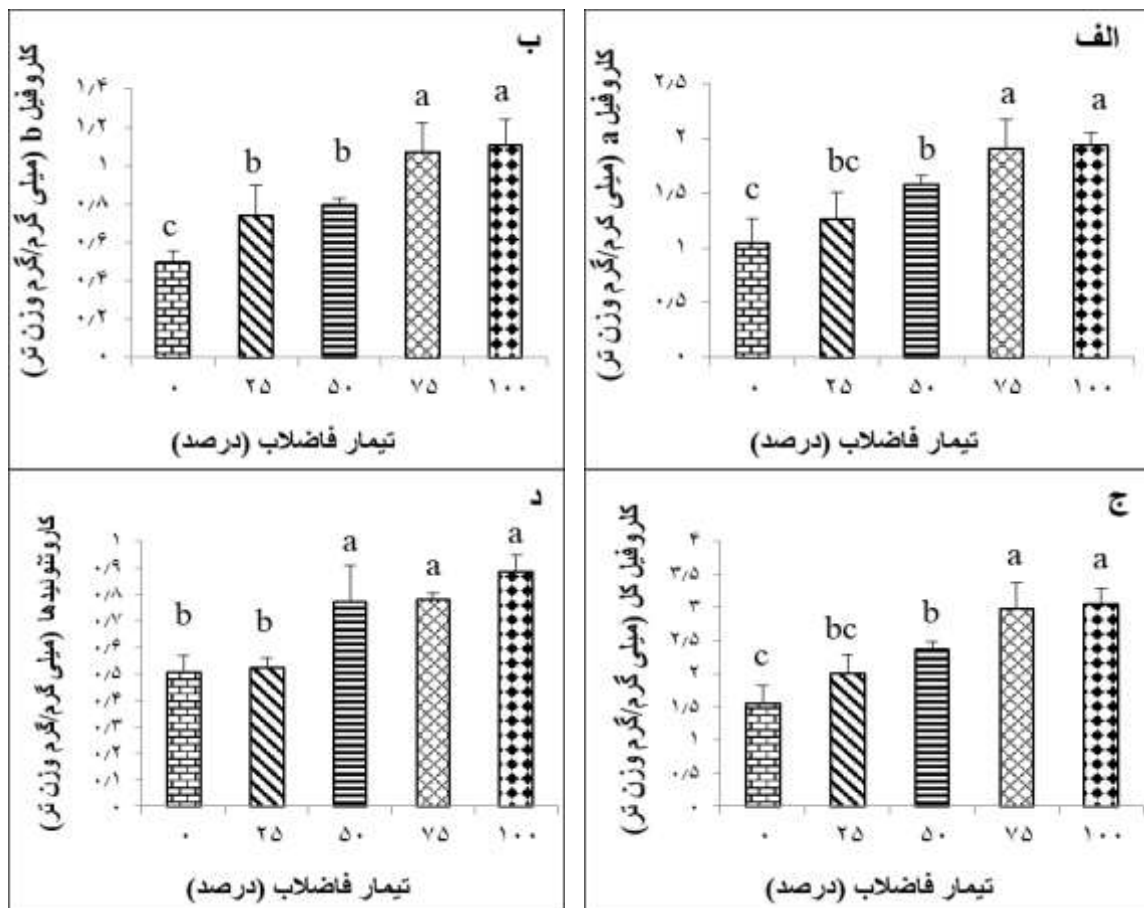 الف
کلروفیل a (میلی گرم/گرم وزن تر)
۲٫۵
۲
۱٫۵
۱
۰٫۵
۰
c
bc
b
a
a
۰ ۲۵ ۵۰ ۷۵ ۱۰۰
تیمار فاضلاب (درصد)
ب
کلروفیل b (میلی گرم/گرم وزن تر)
۱٫۴
۱٫۲
۱
۰٫۸
۰٫۶
۰٫۴
۰٫۲
۰
c
b
b
a
a
۰ ۲۵ ۵۰ ۷۵ ۱۰۰
تیمار فاضلاب (درصد)
ج
کلروفیل کل (میلی گرم/گرم وزن تر)
۴
۳٫۵
۳
۲٫۵
۲
۱٫۵
۱
۰٫۵
۰
c
bc
b
a
a
۰ ۲۵ ۵۰ ۷۵ ۱۰۰
تیمار فاضلاب (درصد)
د
کاروتنوئیدها (میلی گرم/گرم وزن تر)
۱
۰٫۹
۰٫۸
۰٫۷
۰٫۶
۰٫۵
۰٫۴
۰٫۳
۰٫۲
۰٫۱
۰
b
b
a
a
a
۰ ۲۵ ۵۰ ۷۵ ۱۰۰
تیمار فاضلاب (درصد)